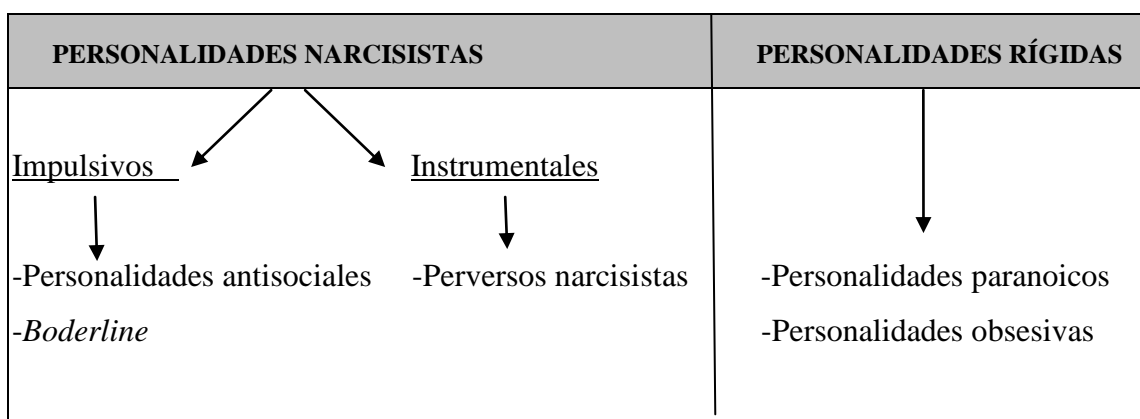 PERSONALIDADES NARCISISTAS
PERSONALIDADES RÍGIDAS
Impulsivos
Instrumentales
-Personalidades antisociales
-Boderline
-Perversos narcisistas
-Personalidades paranoicos
-Personalidades obsesivas